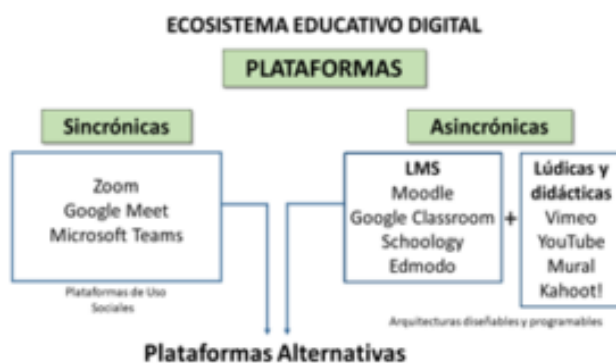 ECOSISTEMA EDUCATIVO DIGITAL
PLATAFORMAS
Sincrónicas
Zoom
Google Meet
Microsoft Teams
Plataformas de Uso
Sociales
Asincrónicas
LMS
Moodle
Google Classroom
Schoology
Edmodo
+
Lúdicas y
didácticas
Vimeo
YouTube
Mural
Kahoot!
Arquitecturas diseñables y programables
Plataformas Alternativas